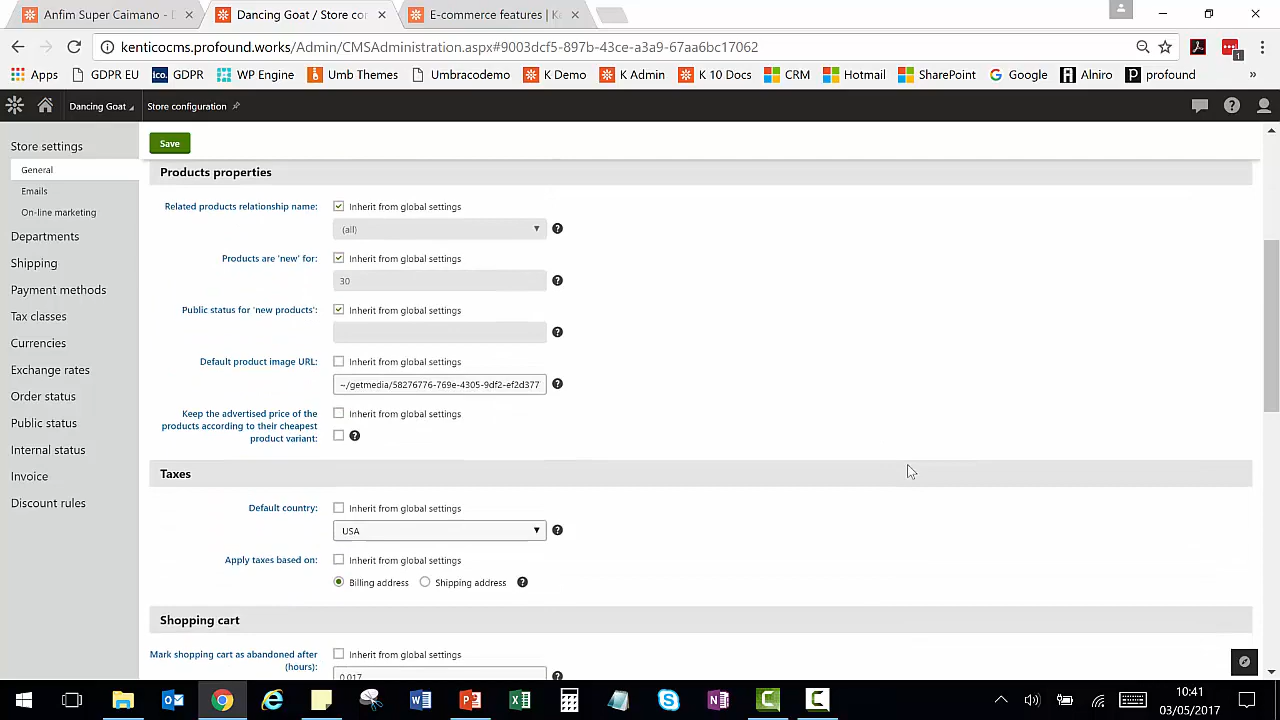 Anfim Super Caimano - D
Dancing Goat / Store con
E-commerce features | Ke
kenticocms.profound.works/Admin/CMSAdministration.aspx#9003dcf5-897b-43ce-a3a9-67aa6bc17062
Apps GDPR EU ico. GDPR WP Engine Umb Themes Umbracodemo K Demo K Admin K 10 Docs CRM Hotmail SharePoint Google Alniro profound »
1
Dancing Goat Store configuration
Store settings
General
Emails
On-line marketing
Departments
Shipping
Payment methods
Tax classes
Currencies
Exchange rates
Order status
Public status
Internal status
Invoice
Discount rules
Save
Products properties
Related products relationship name: Inherit from global settings
(all)
Products are 'new' for: Inherit from global settings
30
Public status for 'new products': Inherit from global settings
Default product image URL: Inherit from global settings
~/getmedia/58276776-769e-4305-9df2-ef2d377
Keep the advertised price of the Inherit from global settings
products according to their cheapest
product variant:
Taxes
Default country: Inherit from global settings
USA
Apply taxes based on: Inherit from global settings
Billing address Shipping address
Shopping cart
Mark shopping cart as abandoned after Inherit from global settings
(hours):
0.017
10:41
03/05/2017